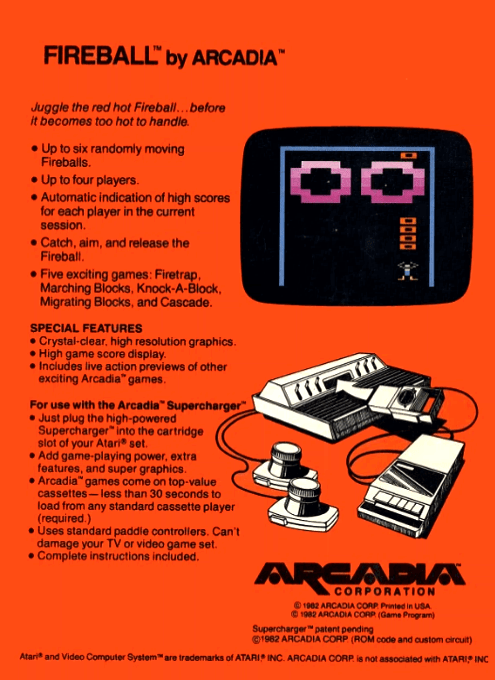 FIREBALL™ by ARCADIA™
Juggle the red hot Fireball...before
it becomes too hot to handle.
● Up to six randomly moving
Fireballs.
● Up to four players.
● Automatic indication of high scores
for each player in the current
session.
● Catch, aim, and release the
Fireball.
● Five exciting games: Firetrap,
Marching Blocks, Knock-A-Block,
Migrating Blocks, and Cascade.
SPECIAL FEATURES
● Crystal-clear, high resolution graphics.
● High game score display.
● Includes live action previews of other
exciting Arcadia™ games.
For use with the Arcadia™ Supercharger™
● Just plug the high-powered
Supercharger™ into the cartridge
slot of your Atari® set.
● Add game-playing power, extra
features, and super graphics.
● Arcadia™ games come on top-value
cassettes—less than 30 seconds to
load from any standard cassette player
(required.)
● Uses standard paddle controllers. Can't
damage your TV or video game set.
● Complete instructions included.
ARCADIA™
CORPORATION
© 1982 ARCADIA CORP. Printed in USA
© 1982 ARCADIA CORP. (Game Program)
Supercharger™ patent pending
©1982 ARCADIA CORP. (ROM code and custom circuit)
Atari® and Video Computer System™ are trademarks of ATARI,® INC. ARCADIA CORP. is not associated with ATARI,® INC